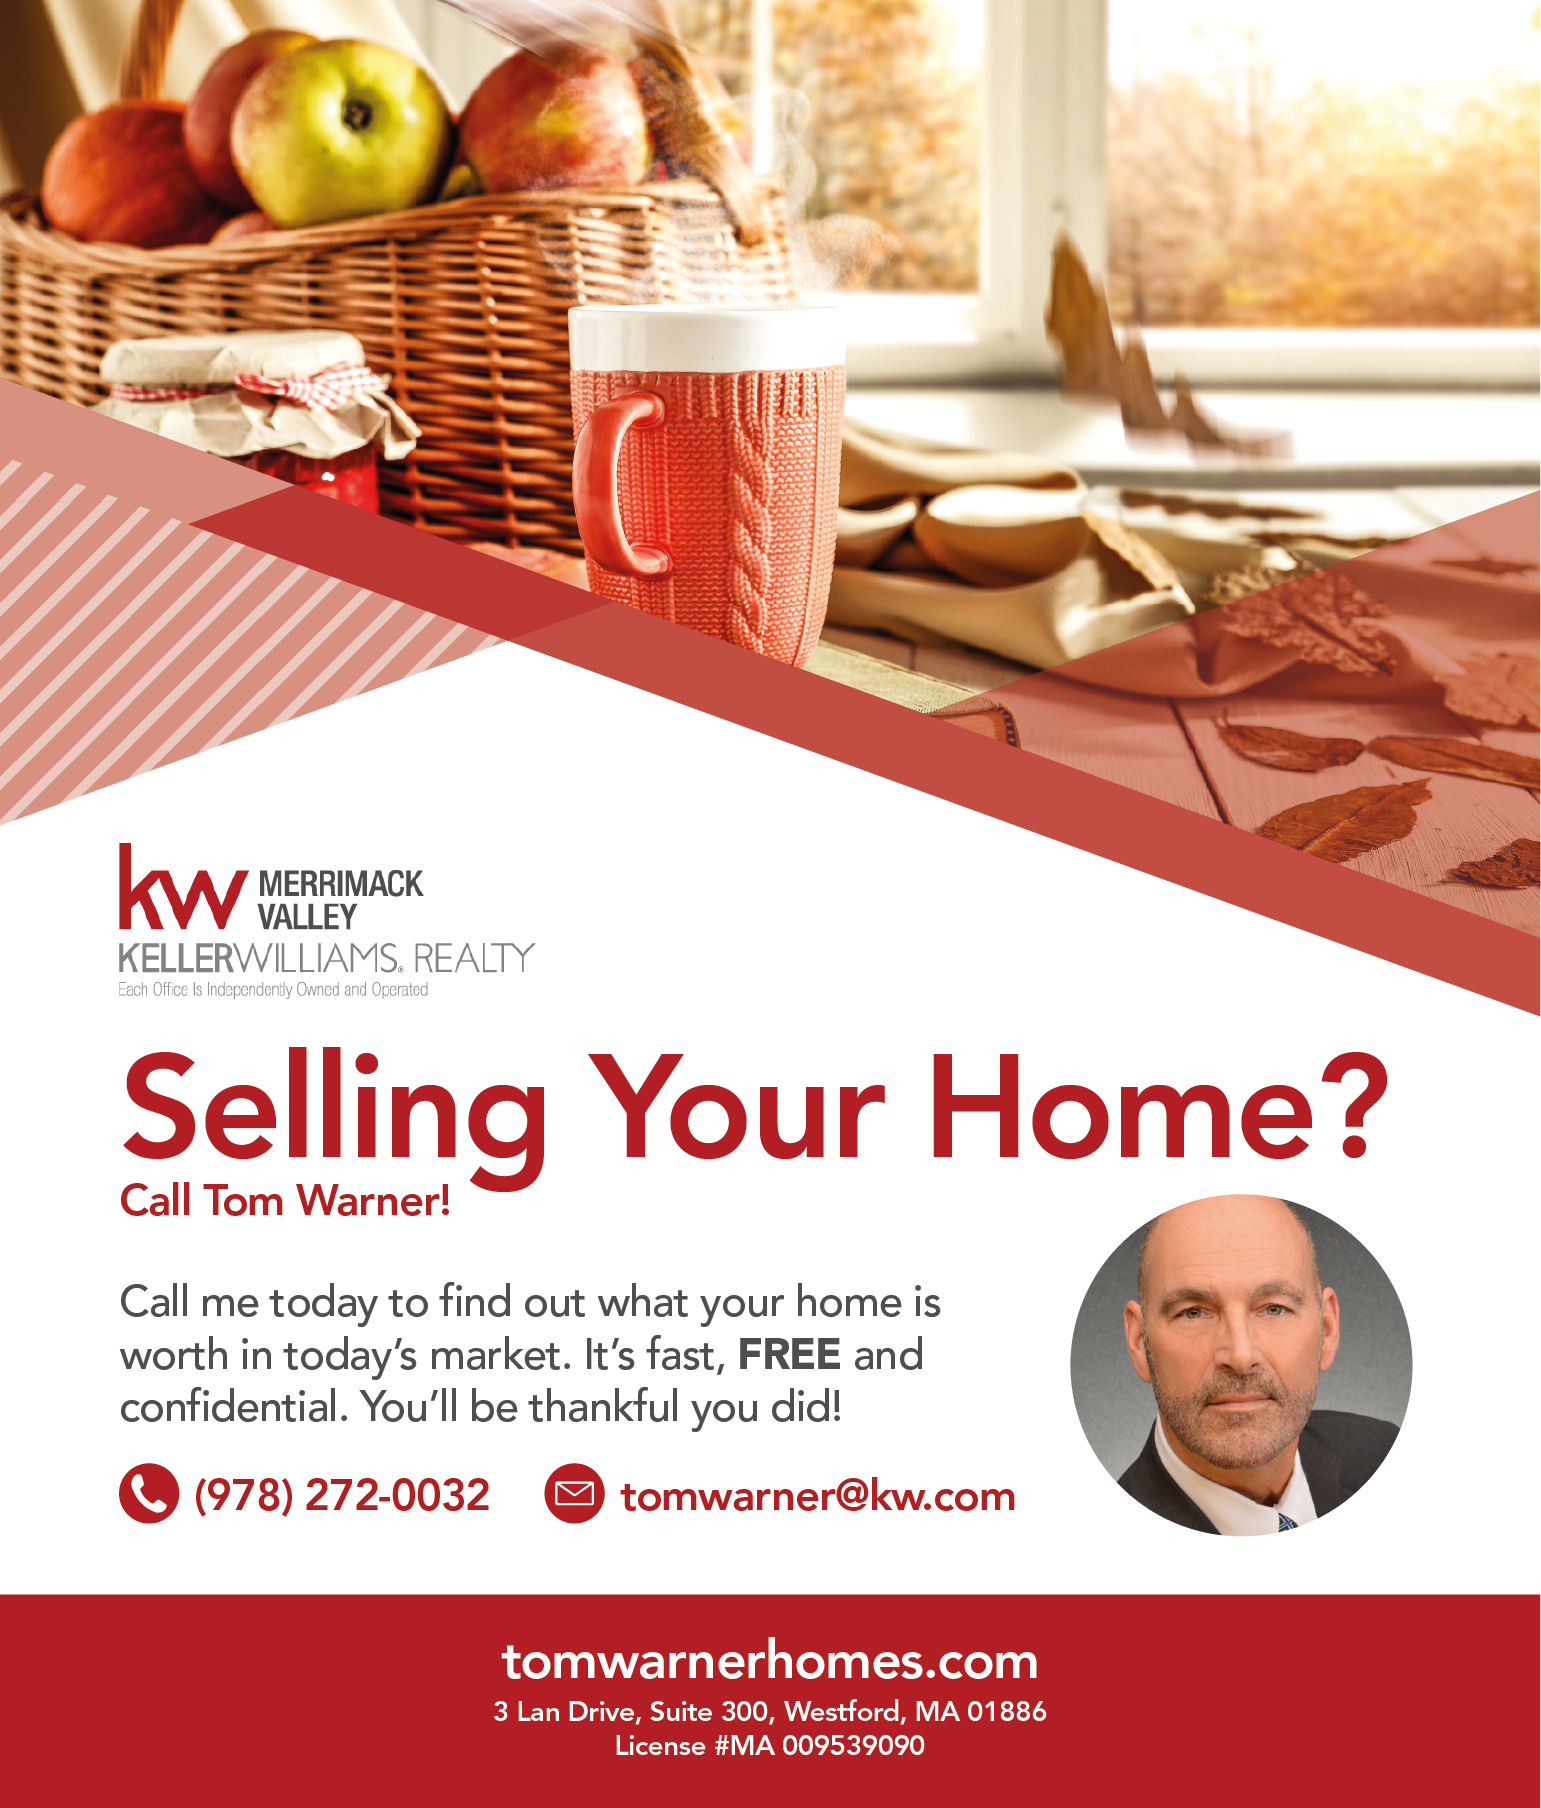 kw MERRIMACK
VALLEY
KELLERWILLIAMS® REALTY
Each Office Is Independently Owned and Operated
Selling Your Home?
Call Tom Warner!
Call me today to find out what your home is
worth in today’s market. It’s fast, FREE and
confidential. You’ll be thankful you did!
(978) 272-0032 tomwarner@kw.com
tomwarnerhomes.com
3 Lan Drive, Suite 300, Westford, MA 01886
License #MA 009539090